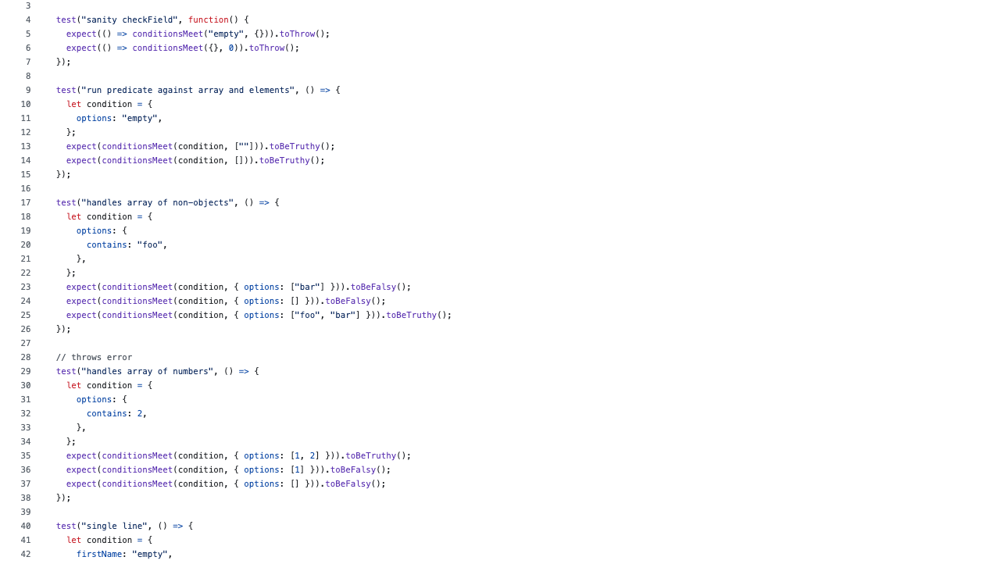 3
4 test("sanity checkField", function() {
5 expect(() => conditionsMeet("empty", {})).toThrow();
6 expect(() => conditionsMeet({}, 0)).toThrow();
7 });
8
9 test("run predicate against array and elements", () => {
10 let condition = {
11 options: "empty",
12 };
13 expect(conditionsMeet(condition, [""])).toBeTruthy();
14 expect(conditionsMeet(condition, [])).toBeTruthy();
15 });
16
17 test("handles array of non-objects", () => {
18 let condition = {
19 options: {
20 contains: "foo",
21 },
22 };
23 expect(conditionsMeet(condition, { options: ["bar"] })).toBeFalsy();
24 expect(conditionsMeet(condition, { options: [] })).toBeFalsy();
25 expect(conditionsMeet(condition, { options: ["foo", "bar"] })).toBeTruthy();
26 });
27
28 // throws error
29 test("handles array of numbers", () => {
30 let condition = {
31 options: {
32 contains: 2,
33 },
34 };
35 expect(conditionsMeet(condition, { options: [1, 2] })).toBeTruthy();
36 expect(conditionsMeet(condition, { options: [1] })).toBeFalsy();
37 expect(conditionsMeet(condition, { options: [] })).toBeFalsy();
38 });
39
40 test("single line", () => {
41 let condition = {
42 firstName: "empty",